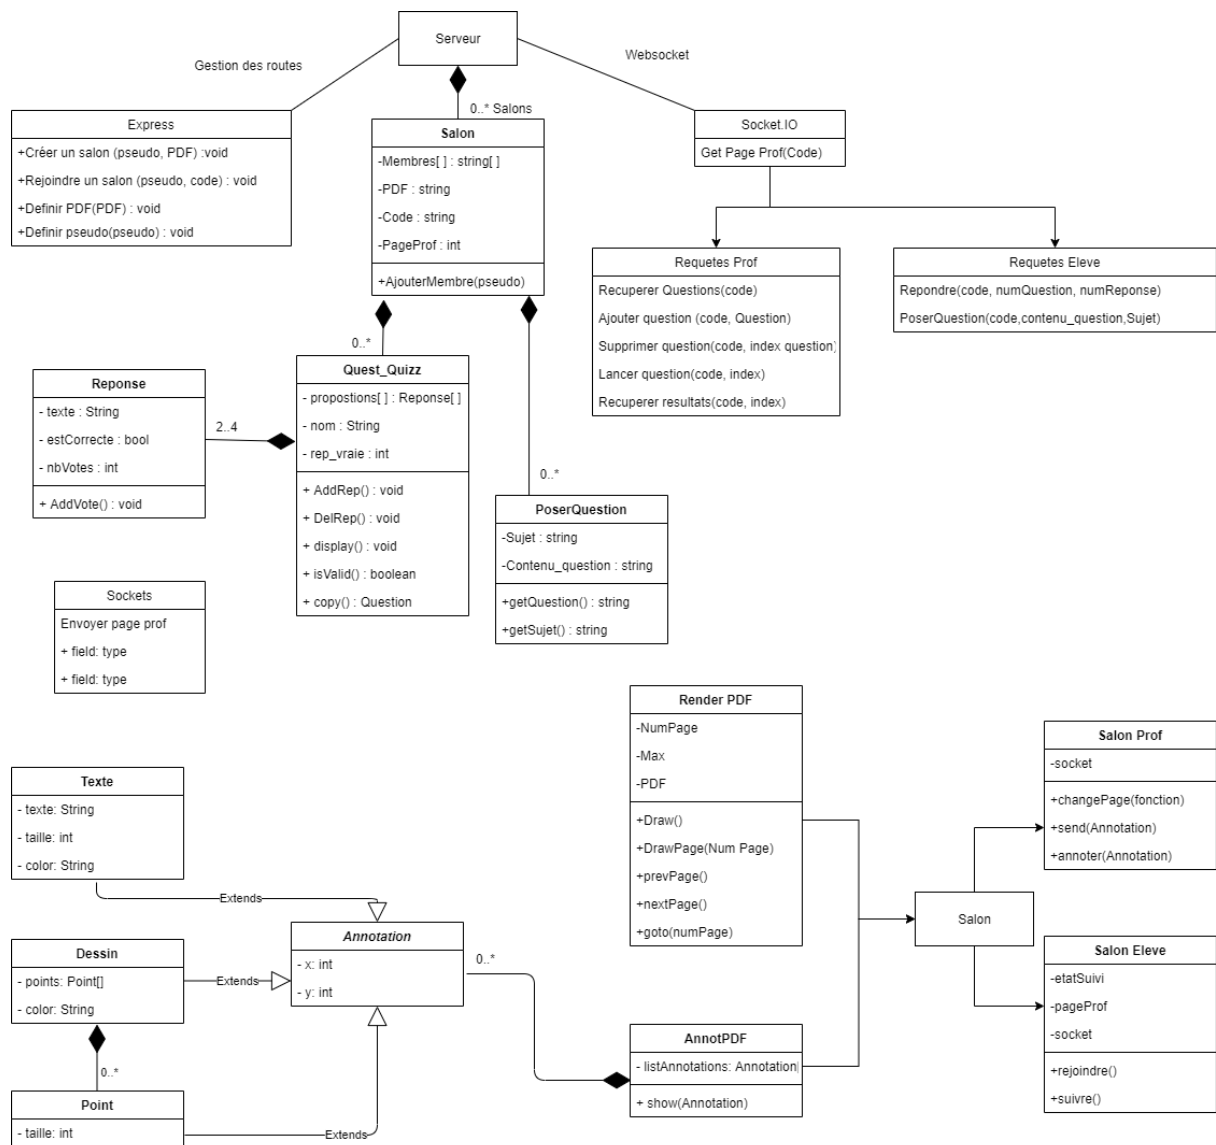 Serveur
Gestion des routes
Websocket
0..* Salons
Express
+Créer un salon (pseudo, PDF) :void
+Rejoindre un salon (pseudo, code) : void
+Definir PDF(PDF) : void
+Definir pseudo(pseudo) : void
Salon
-Membres[ ] : string[ ]
-PDF : string
-Code : string
-PageProf : int
+AjouterMembre(pseudo)
Socket.IO
Get Page Prof(Code)
Requetes Prof
Recuperer Questions(code)
Ajouter question (code, Question)
Supprimer question(code, index question)
Lancer question(code, index)
Recuperer resultats(code, index)
Requetes Eleve
Repondre(code, numQuestion, numReponse)
PoserQuestion(code,contenu_question,Sujet)
0..*
Reponse
- texte : String
- estCorrecte : bool
- nbVotes : int
+ AddVote() : void
2..4
Quest_Quizz
- propostions[ ] : Reponse[ ]
- nom : String
- rep_vraie : int
+ AddRep() : void
+ DelRep() : void
+ display() : void
+ isValid() : boolean
+ copy() : Question
0..*
PoserQuestion
-Sujet : string
-Contenu_question : string
+getQuestion() : string
+getSujet() : string
Sockets
Envoyer page prof
+ field: type
+ field: type
Render PDF
-NumPage
-Max
-PDF
+Draw()
+DrawPage(Num Page)
+prevPage()
+nextPage()
+goto(numPage)
Salon Prof
-socket
+changePage(fonction)
+send(Annotation)
+annoter(Annotation)
Texte
- texte: String
- taille: int
- color: String
Extends
Salon
Annotation
- x: int
- y: int
0..*
Dessin
- points: Point[]
- color: String
Extends
Salon Eleve
-etatSuivi
-pageProf
-socket
+rejoindre()
+suivre()
AnnotPDF
- listAnnotations: Annotation
+ show(Annotation)
0..*
Point
- taille: int
Extends